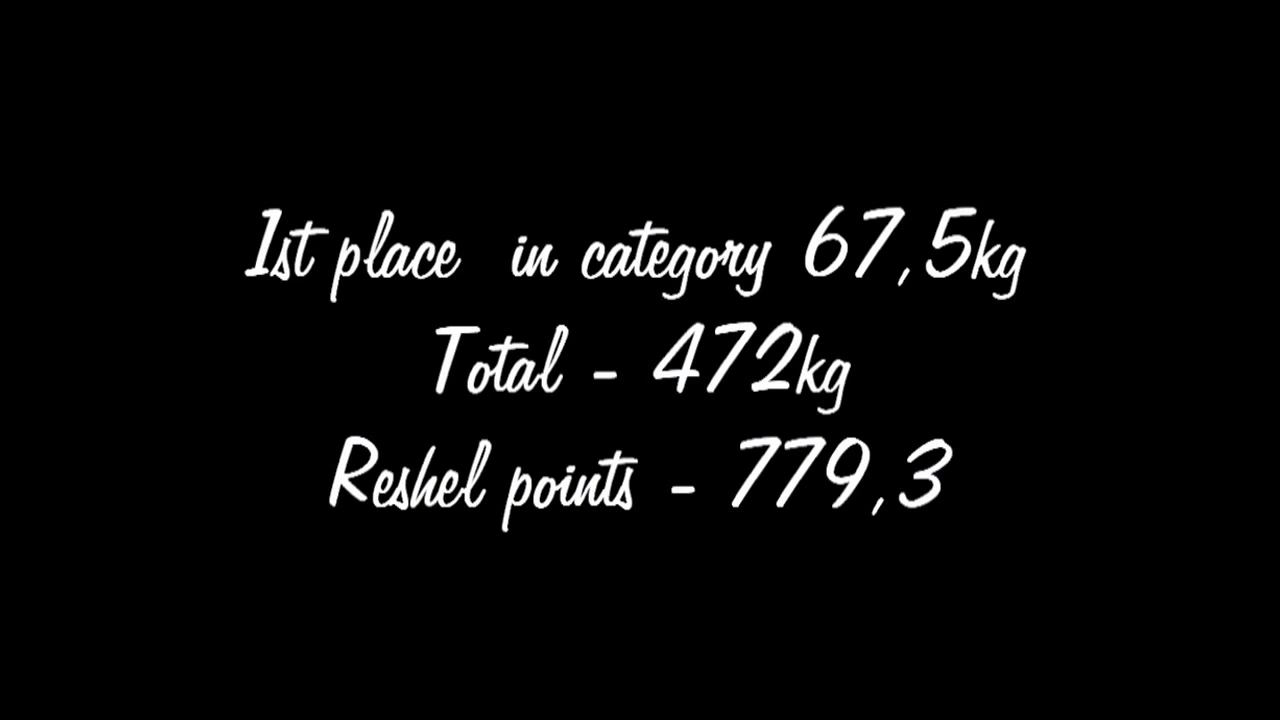 1st place in category 67,5kg
Total - 472kg
Reshel points - 779,3